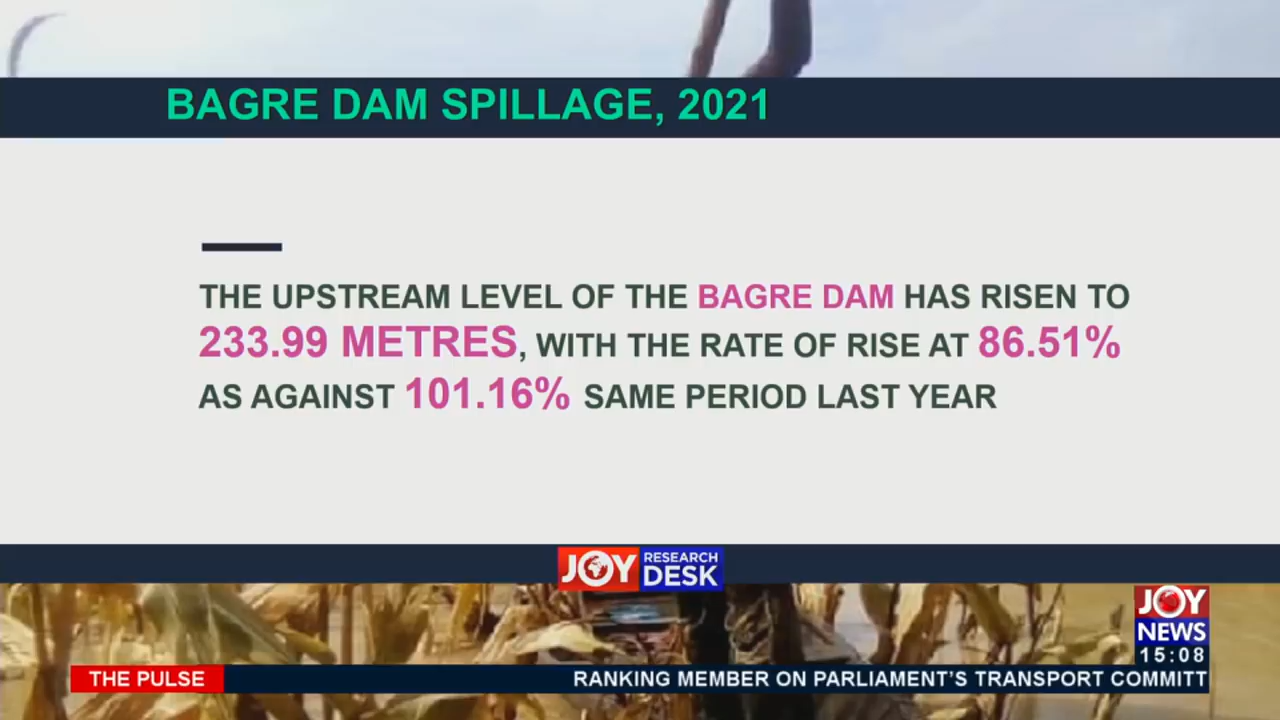 BAGRE DAM SPILLAGE, 2021
THE UPSTREAM LEVEL OF THE BAGRE DAM HAS RISEN TO
233.99 METRES, WITH THE RATE OF RISE AT 86.51%
AS AGAINST 101.16% SAME PERIOD LAST YEAR
JOY RESEARCH DESK
JOY
NEWS
15:08
THE PULSE RANKING MEMBER ON PARLIAMENT'S TRANSPORT COMMITT